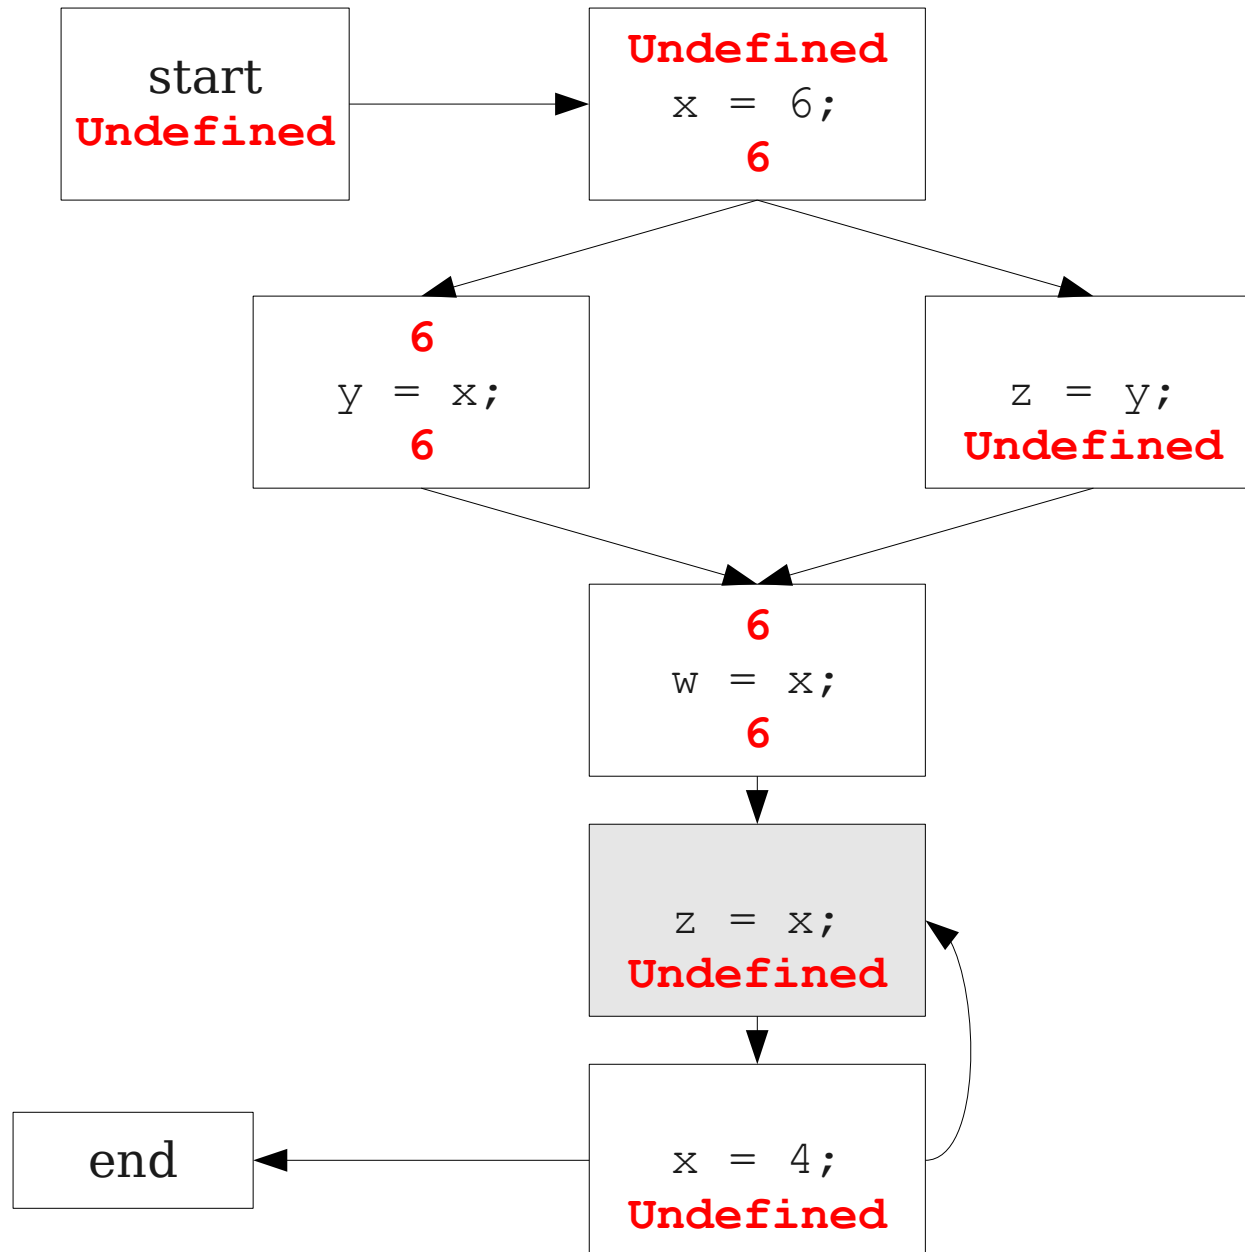 start
Undefined
Undefined
x = 6;
6
6
y = x;
6
z = y;
Undefined
6
w = x;
6
z = x;
Undefined
x = 4;
Undefined
end